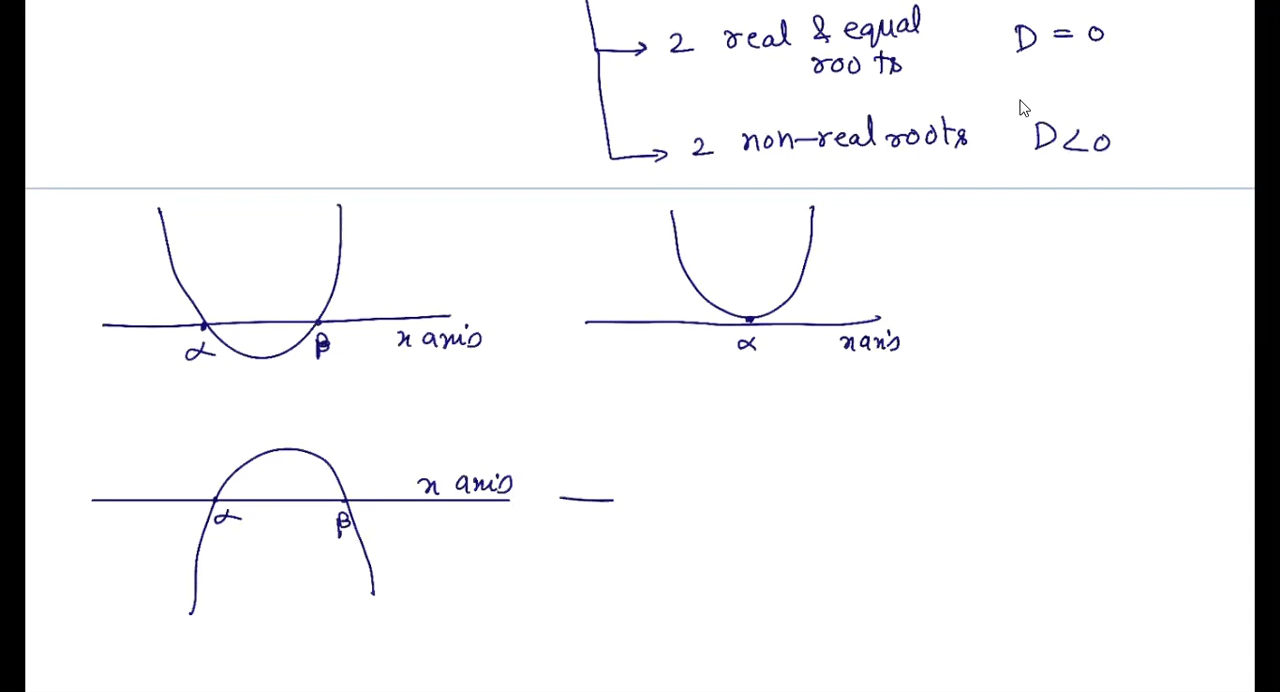 2 real & equal D = 0
roots
2 non-real roots D<0
α β x axis
α x axis
x axis
α β